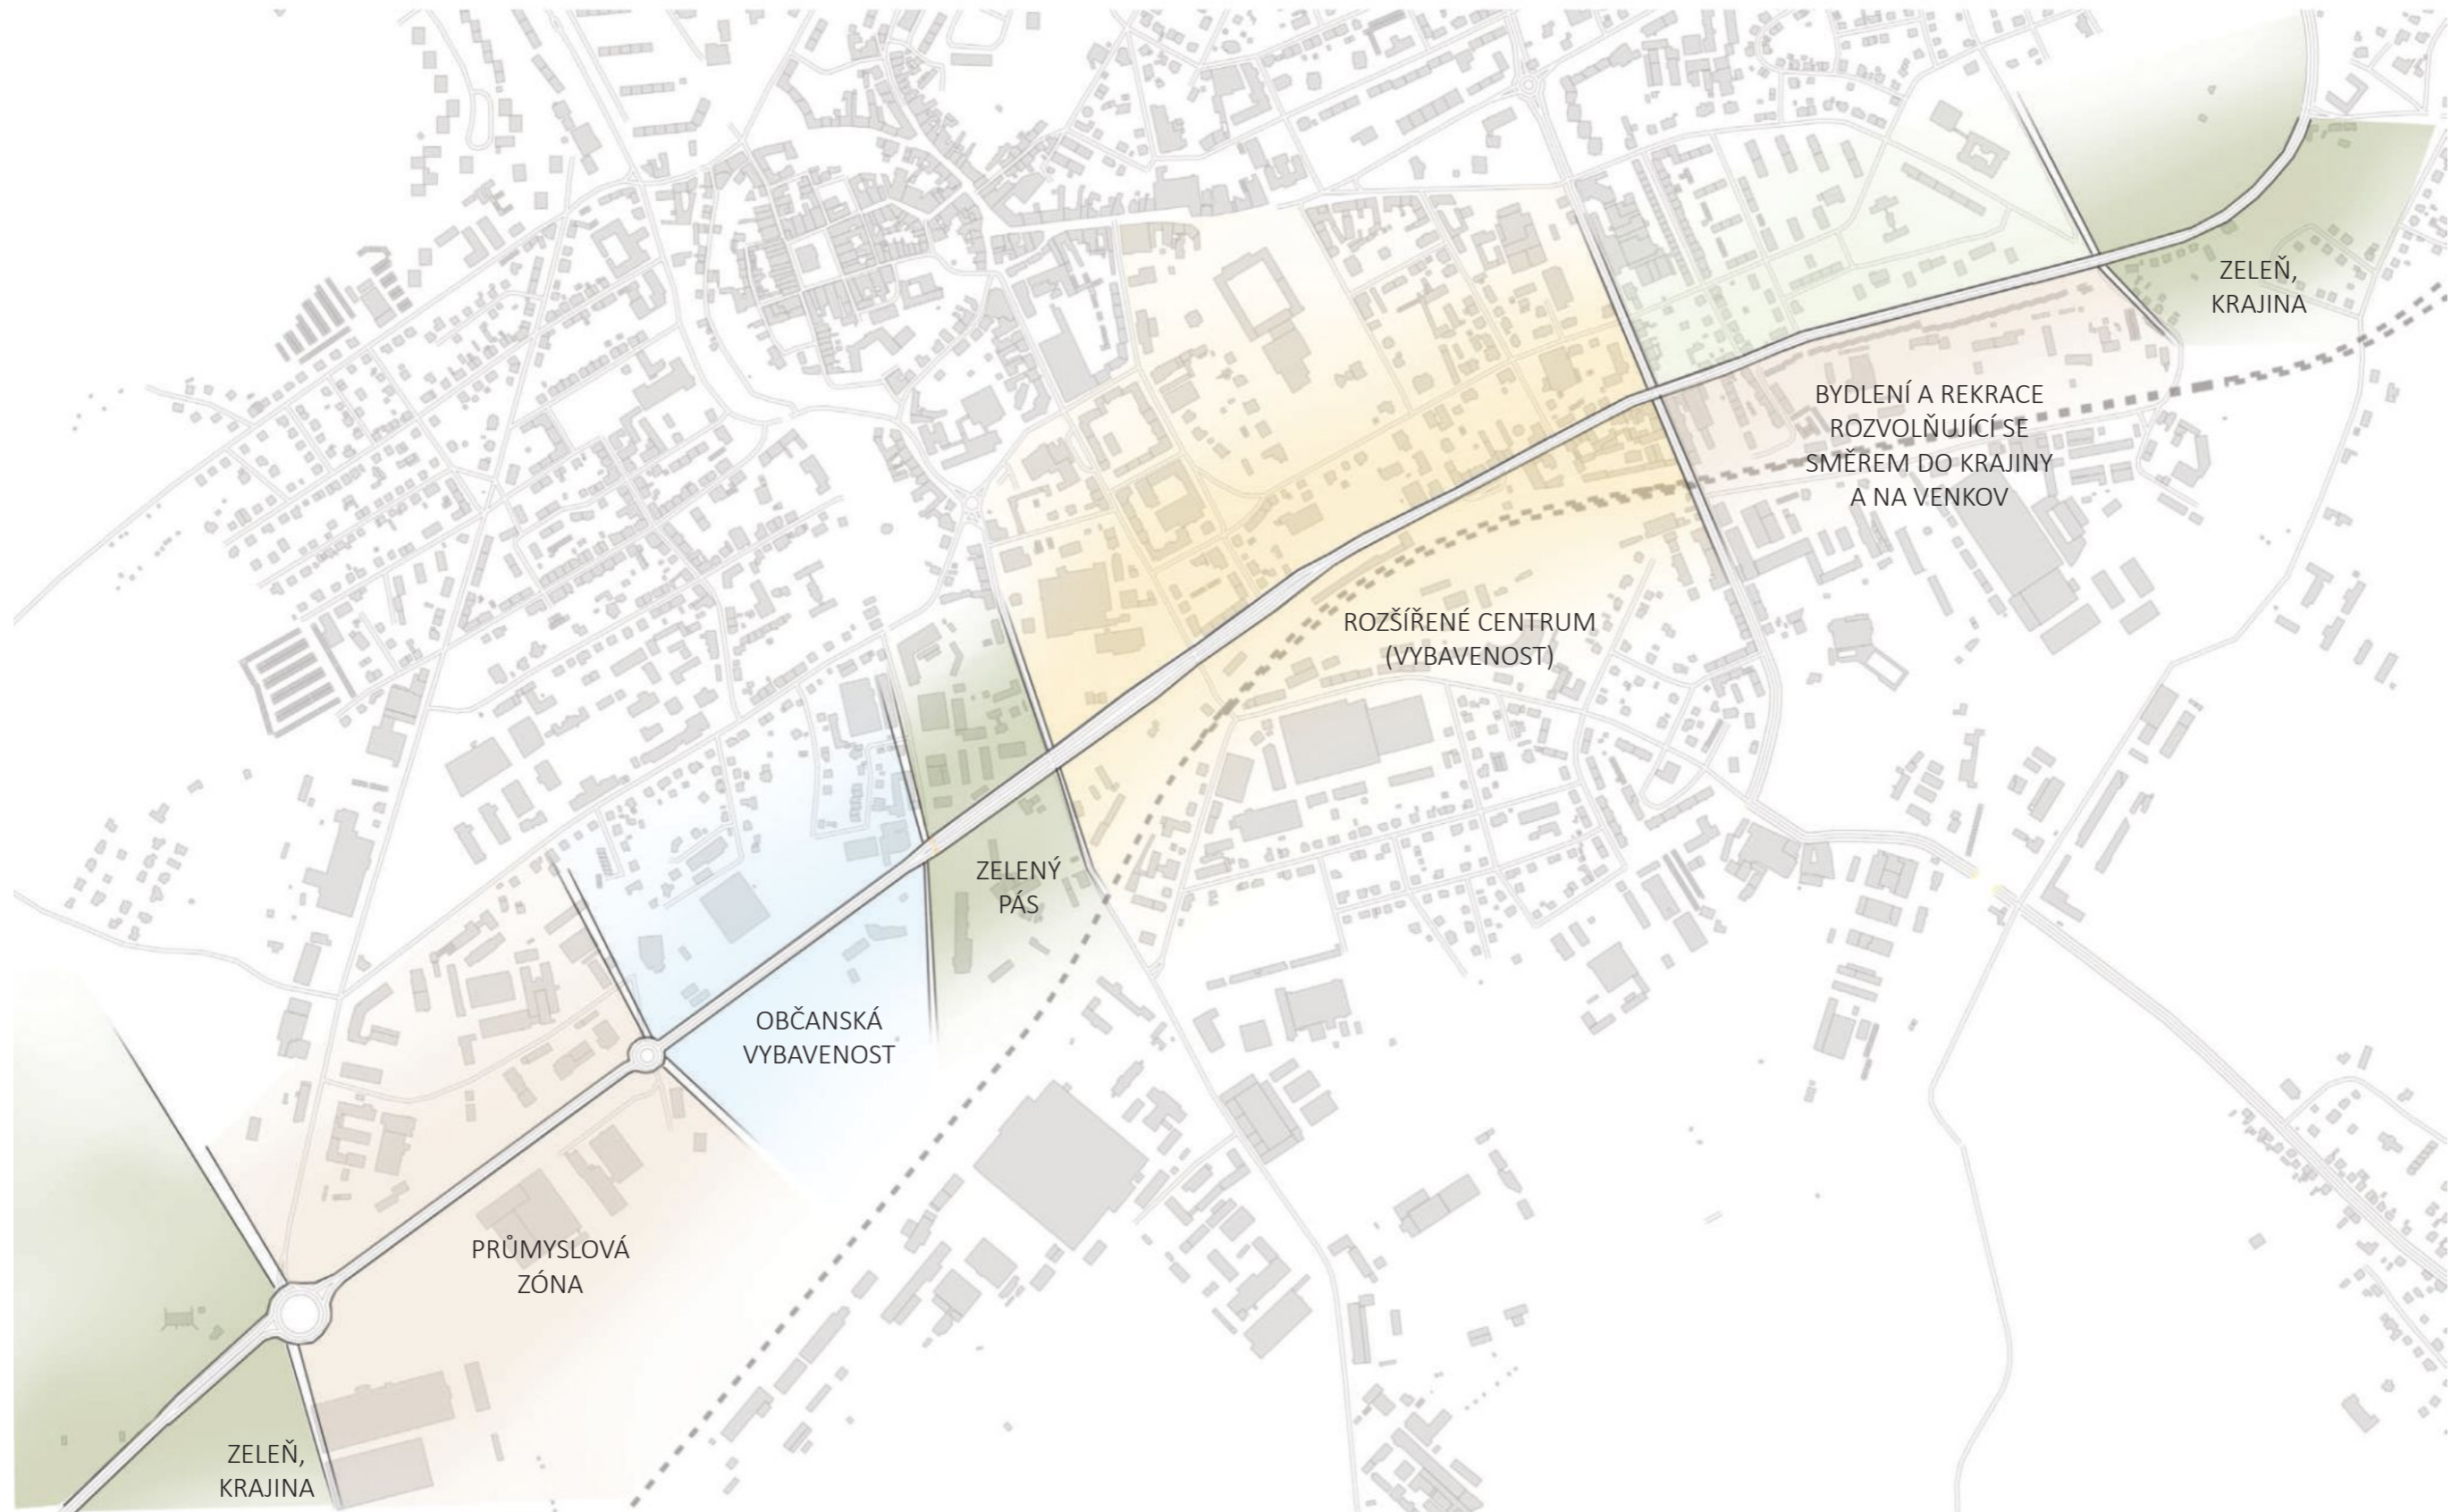 ZELEŇ,
KRAJINA
BYDLENÍ A REKRACE
ROZVOLŇUJÍCÍ SE
SMĚREM DO KRAJINY
A NA VENKOV
ROZŠÍŘENÉ CENTRUM
(VYBAVENOST)
ZELENÝ
PÁS
OBČANSKÁ
VYBAVENOST
PRŮMYSLOVÁ
ZÓNA
ZELEŇ,
KRAJINA